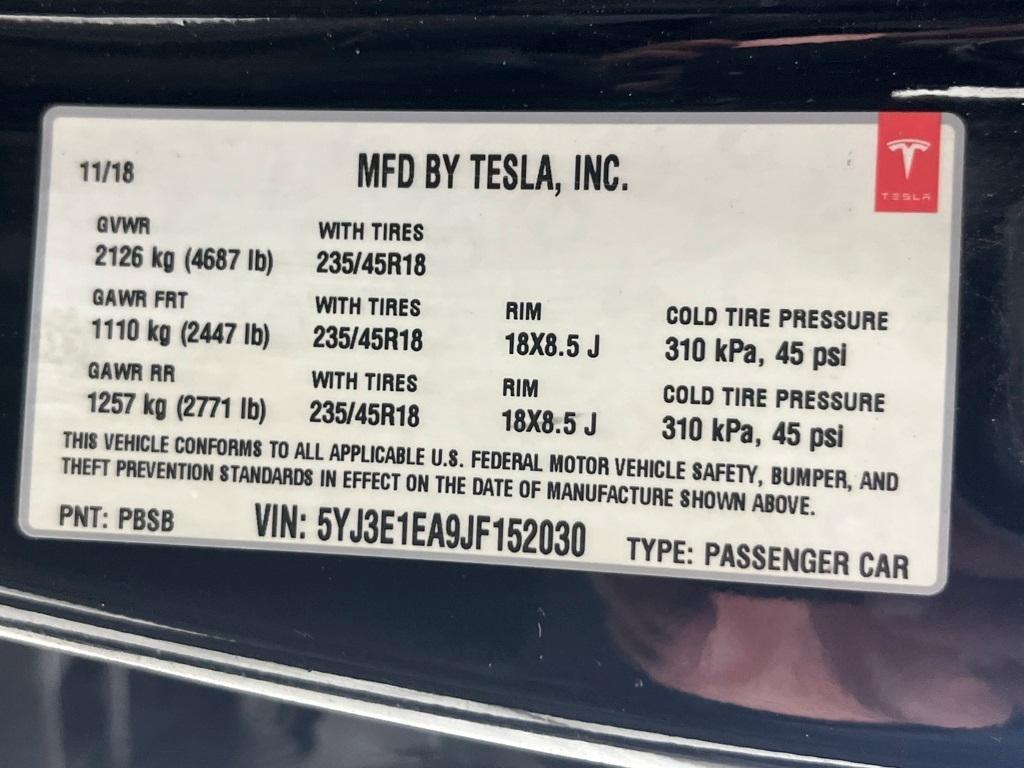 11/18 MFD BY TESLA, INC.
TESLA
GVWR WITH TIRES
2126 kg (4687 lb) 235/45R18
GAWR FRT WITH TIRES RIM COLD TIRE PRESSURE
1110 kg (2447 lb) 235/45R18 18X8.5 J 310 kPa, 45 psi
GAWR RR WITH TIRES RIM COLD TIRE PRESSURE
1257 kg (2771 lb) 235/45R18 18X8.5 J 310 kPa, 45 psi
THIS VEHICLE CONFORMS TO ALL APPLICABLE U.S. FEDERAL MOTOR VEHICLE SAFETY, BUMPER, AND
THEFT PREVENTION STANDARDS IN EFFECT ON THE DATE OF MANUFACTURE SHOWN ABOVE.
PNT: PBSB VIN: 5YJ3E1EA9JF152030 TYPE: PASSENGER CAR